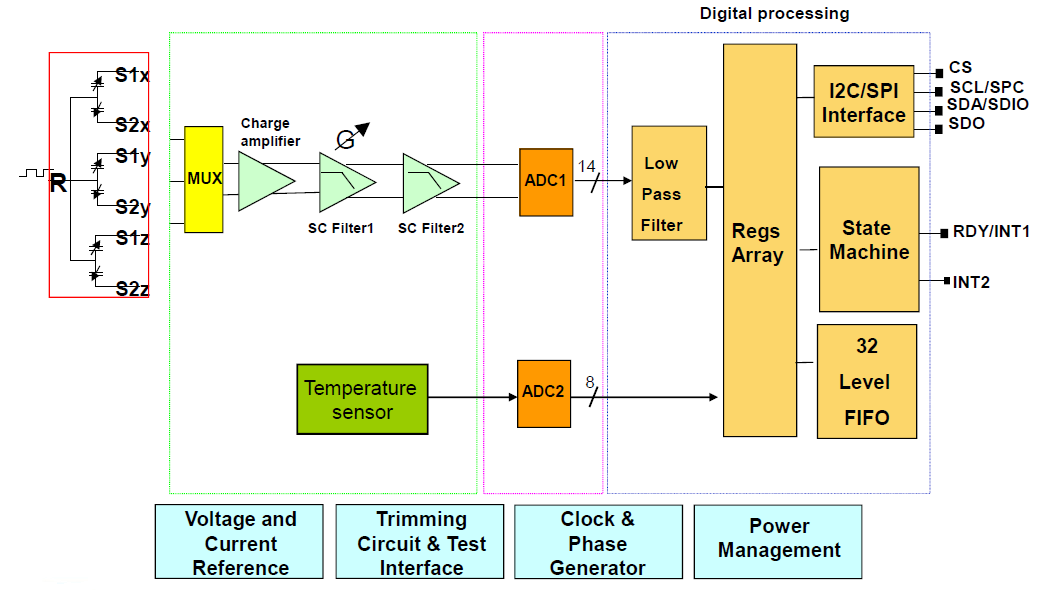 Digital processing
S1x
S2x
S1y
R
S2y
S1z
S2z
MUX
Charge
amplifier
G
SC Filter1
SC Filter2
ADC1
14
Low
Pass
Filter
Regs
Array
I2C/SPI
Interface
CS
SCL/SPC
SDA/SDIO
SDO
State
Machine
RDY/INT1
INT2
32
Level
FIFO
Temperature
sensor
ADC2
8
Voltage and
Current
Reference
Trimming
Circuit & Test
Interface
Clock &
Phase
Generator
Power
Management